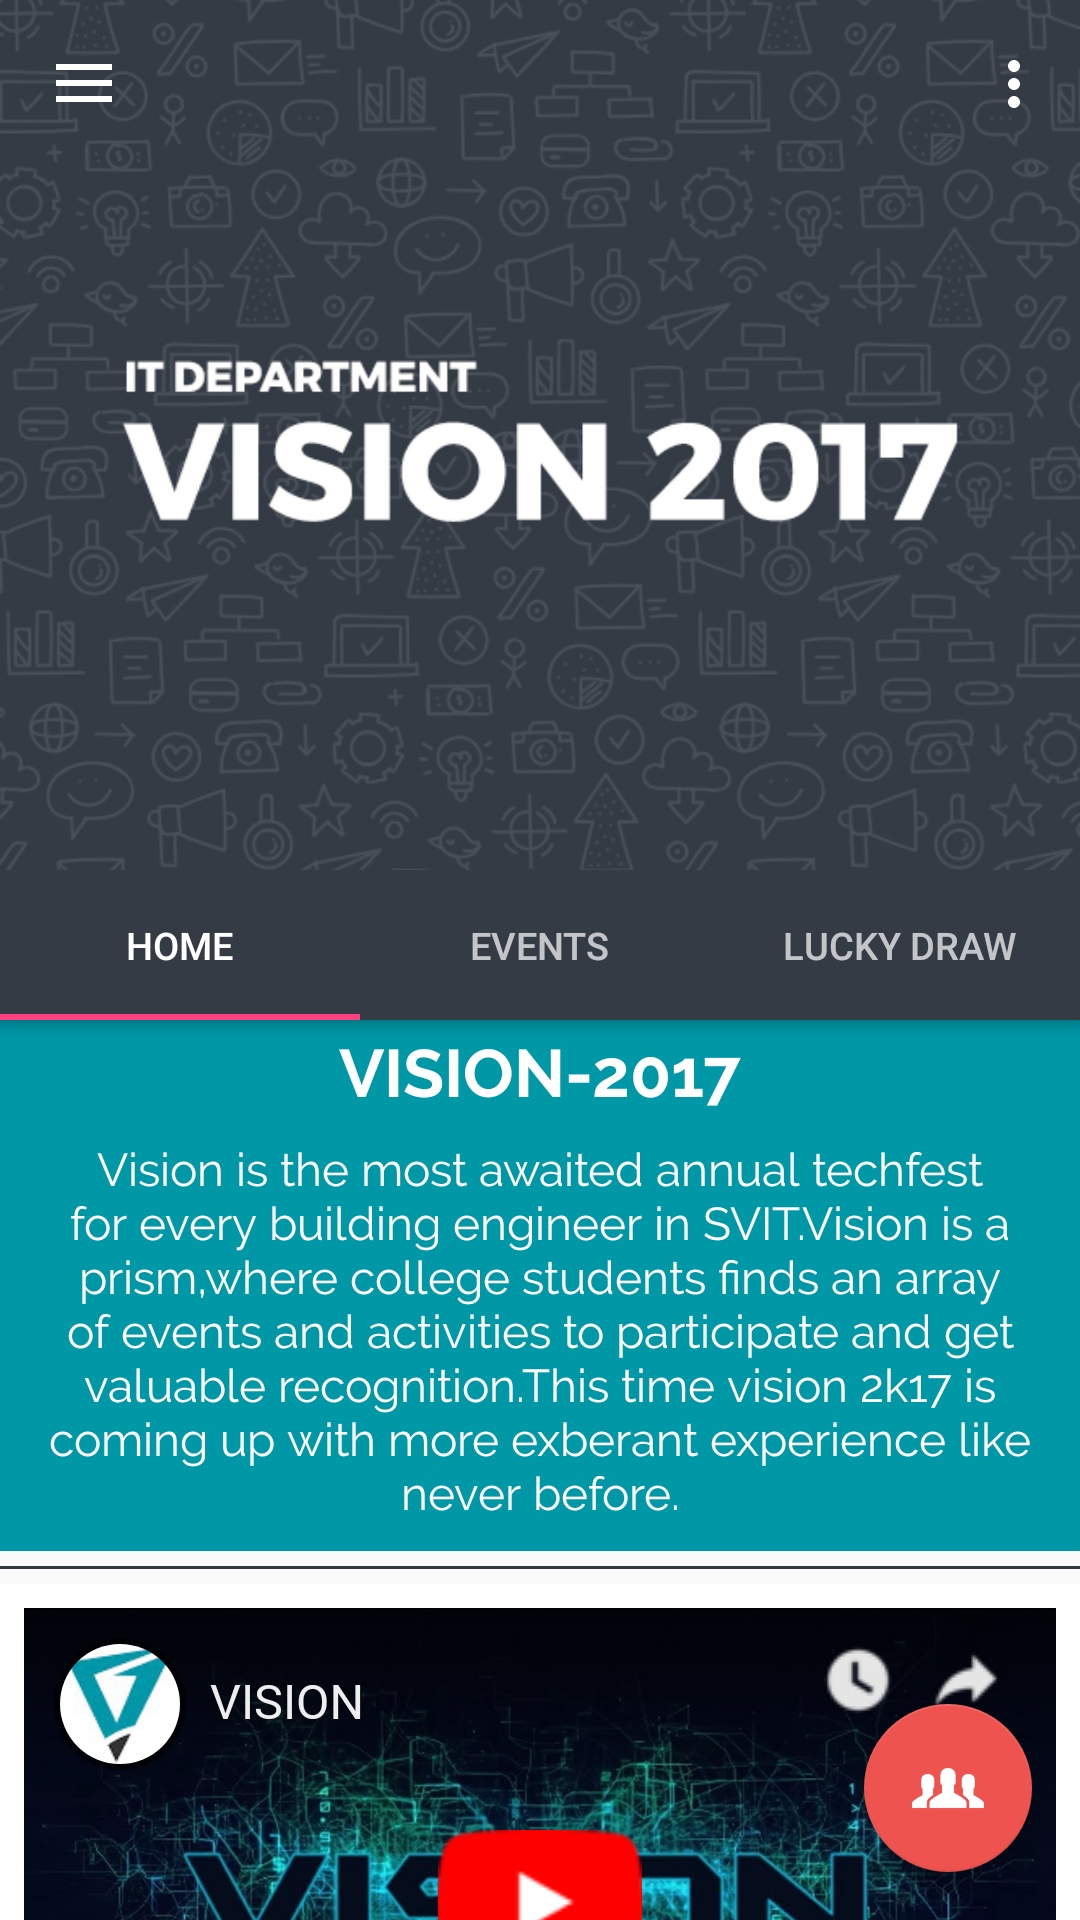 IT DEPARTMENT
VISION 2017
HOME
EVENTS
LUCKY DRAW
VISION-2017
Vision is the most awaited annual techfest
for every building engineer in SVIT.Vision is a
prism,where college students finds an array
of events and activities to participate and get
valuable recognition.This time vision 2k17 is
coming up with more exberant experience like
never before.
VISION
VISION